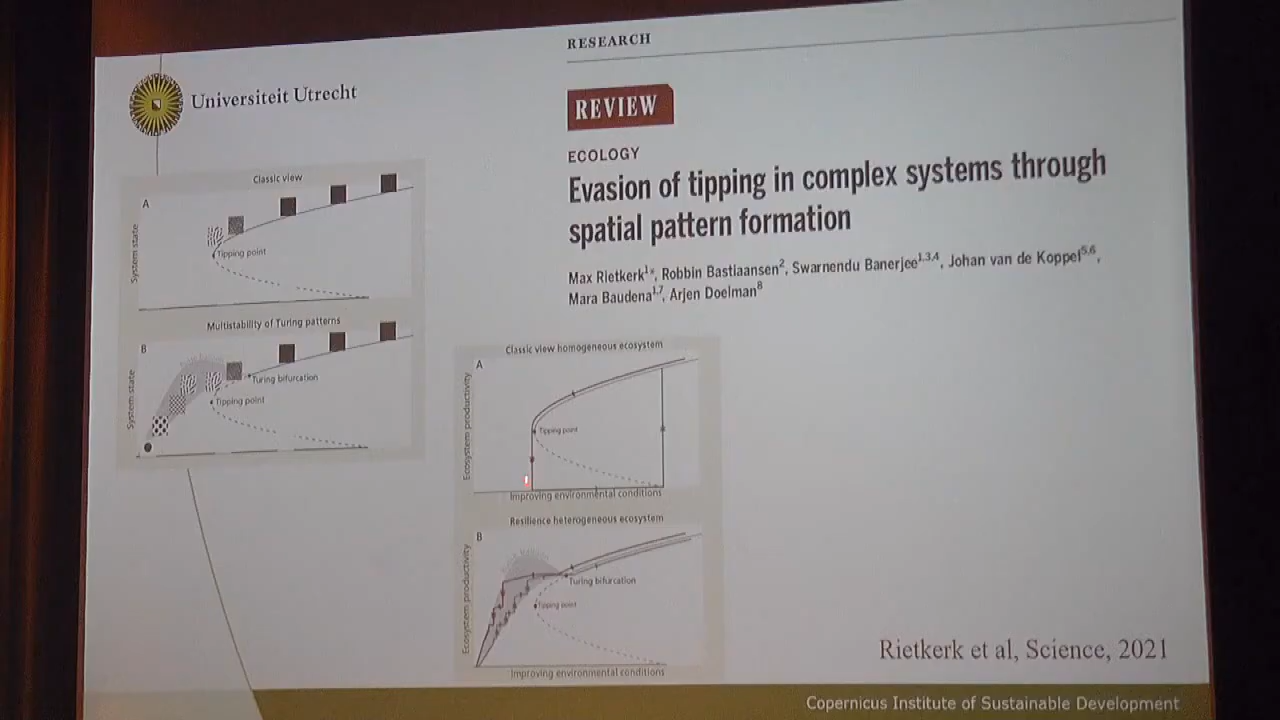 Universiteit Utrecht
RESEARCH
REVIEW
ECOLOGY
Evasion of tipping in complex systems through
spatial pattern formation
Max Rietkerk1*, Robbin Bastiaansen2, Swarnendu Banerjee1,3,4, Johan van de Koppel5,6,
Mara Baudena1,7, Arjen Doelman8
Classic view
A
System state
Tipping point
Multistability of Turing patterns
B
System state
Turing bifurcation
Tipping point
Classic view homogeneous ecosystem
A
Ecosystem productivity
Tipping point
Improving environmental conditions
Resilience heterogeneous ecosystem
B
Ecosystem productivity
Turing bifurcation
Tipping point
Improving environmental conditions
Rietkerk et al, Science, 2021
Copernicus Institute of Sustainable Development